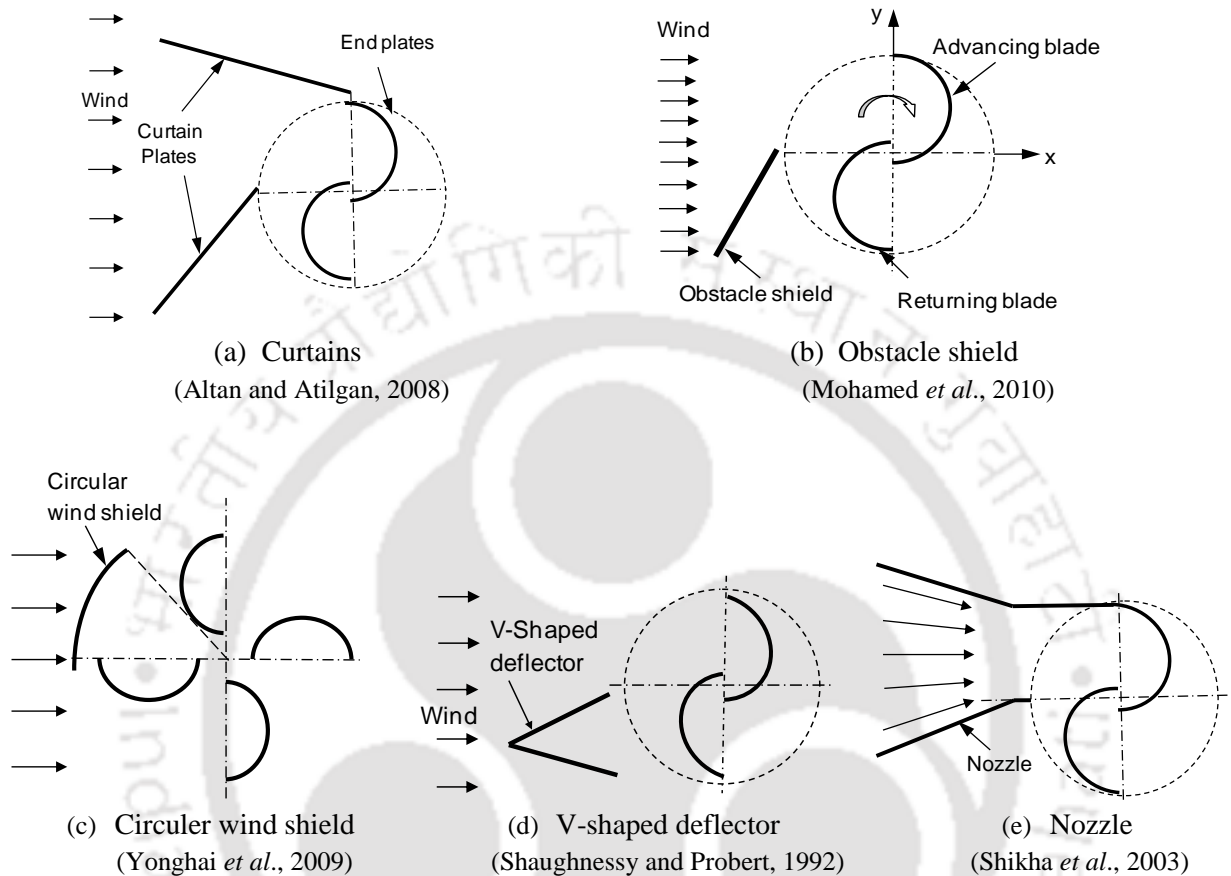 End plates
Wind
Curtain
Plates
(a) Curtains
(Altan and Atilgan, 2008)
y
Wind
Advancing blade
x
Obstacle shield
Returning blade
(b) Obstacle shield
(Mohamed et al., 2010)
Circular
wind shield
(c) Circuler wind shield
(Yonghai et al., 2009)
V-Shaped
deflector
Wind
(d) V-shaped deflector
(Shaughnessy and Probert, 1992)
Nozzle
(e) Nozzle
(Shikha et al., 2003)